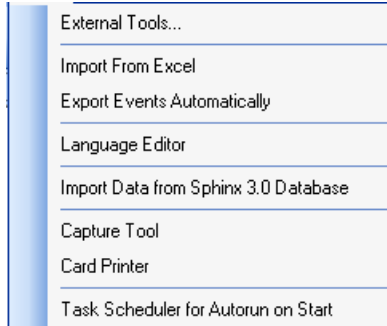 External Tools...
Import From Excel
Export Events Automatically
Language Editor
Import Data from Sphinx 3.0 Database
Capture Tool
Card Printer
Task Scheduler for Autorun on Start